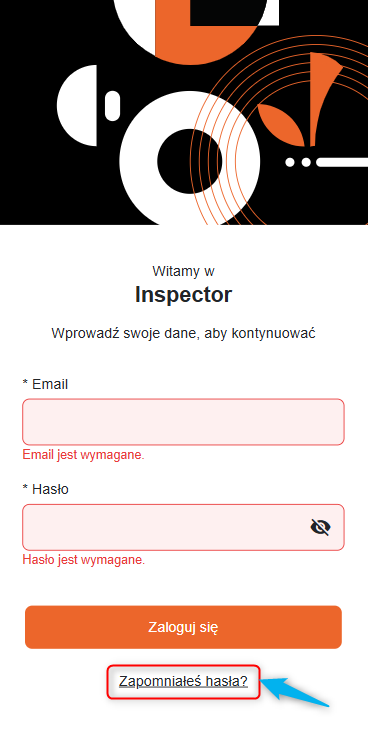 Witamy w
Inspector
Wprowadź swoje dane, aby kontynuować
* Email
Email jest wymagane.
* Hasło
Hasło jest wymagane.
Zaloguj się
Zapomniałeś hasła?